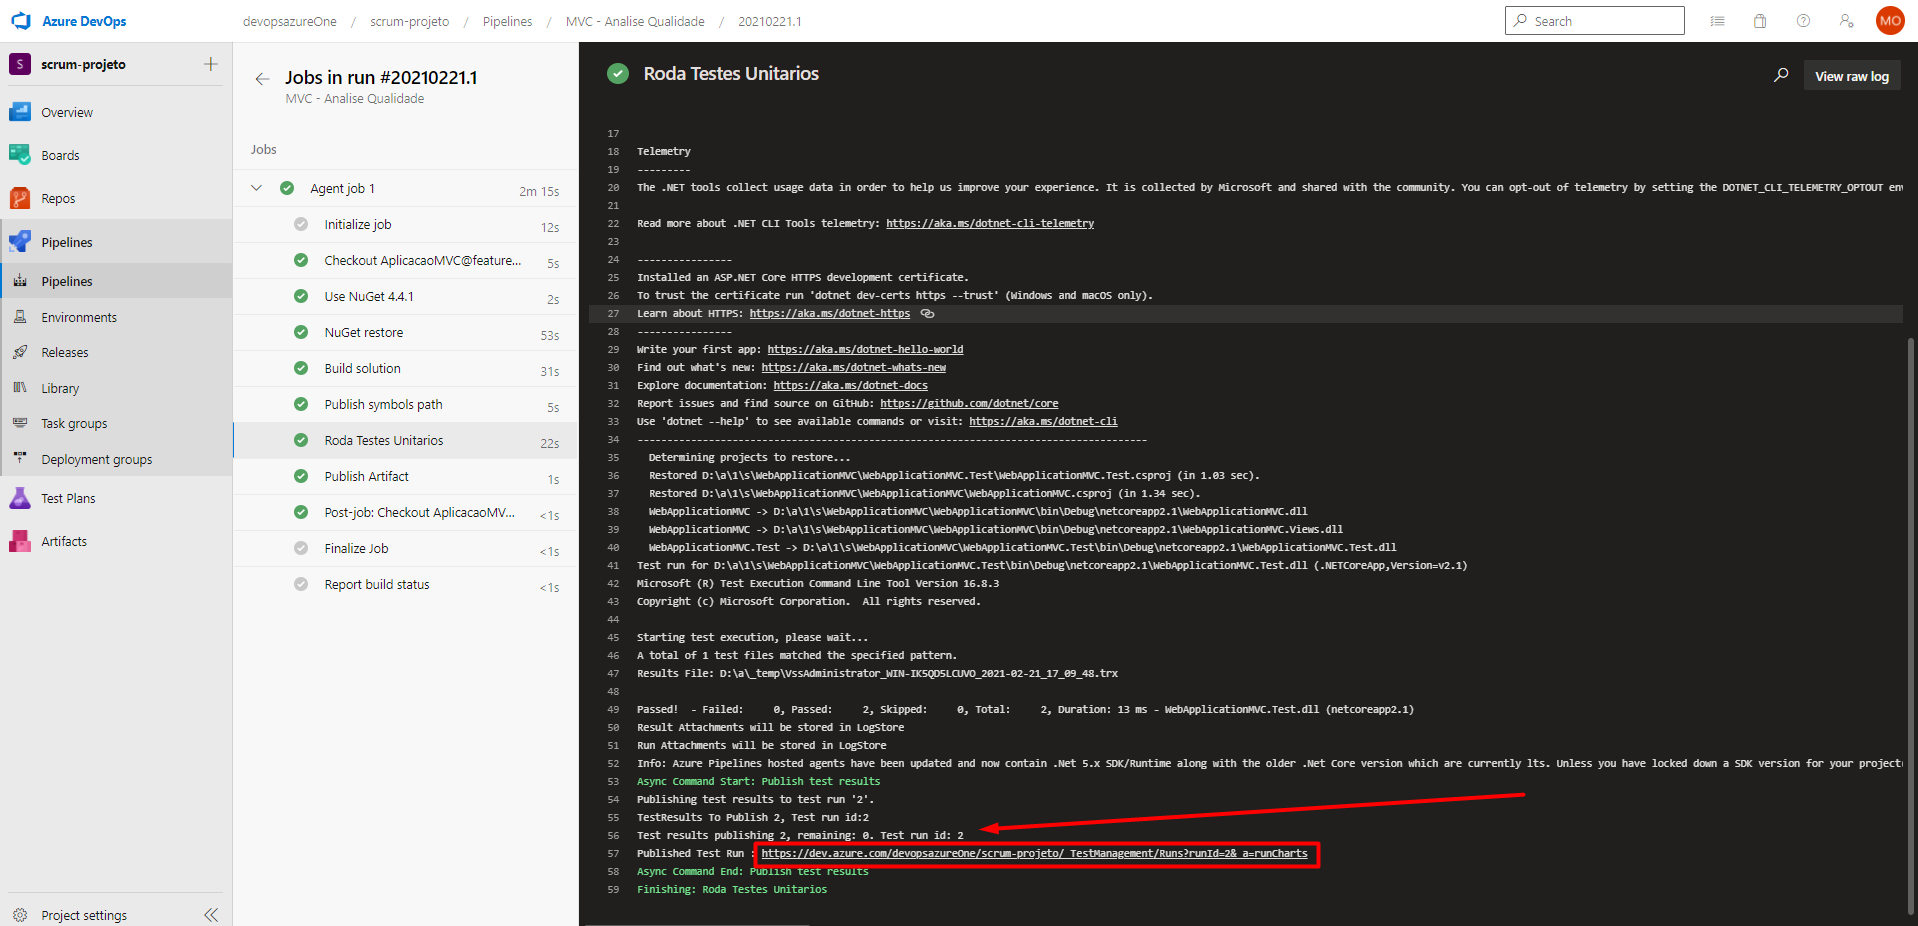 Azure DevOps
devopsazureOne / scrum-projeto / Pipelines / MVC - Analise Qualidade / 20210221.1
Search
MO
S scrum-projeto
Overview
Boards
Repos
Pipelines
Pipelines
Environments
Releases
Library
Task groups
Deployment groups
Test Plans
Artifacts
Project settings
Jobs in run #20210221.1
MVC - Analise Qualidade
Jobs
Agent job 1 2m 15s
Initialize job 12s
Checkout AplicacaoMVC@feature... 5s
Use NuGet 4.4.1 2s
NuGet restore 53s
Build solution 31s
Publish symbols path 5s
Roda Testes Unitarios 22s
Publish Artifact 1s
Post-job: Checkout AplicacaoMV... <1s
Finalize Job <1s
Report build status <1s
Roda Testes Unitarios
View raw log
17
18 Telemetry
19 ---------
20 The .NET tools collect usage data in order to help us improve your experience. It is collected by Microsoft and shared with the community. You can opt-out of telemetry by setting the DOTNET_CLI_TELEMETRY_OPTOUT en
21
22 Read more about .NET CLI Tools telemetry: https://aka.ms/dotnet-cli-telemetry
23
24 ----------------
25 Installed an ASP.NET Core HTTPS development certificate.
26 To trust the certificate run 'dotnet dev-certs https --trust' (Windows and macOS only).
27 Learn about HTTPS: https://aka.ms/dotnet-https
28 ----------------
29 Write your first app: https://aka.ms/dotnet-hello-world
30 Find out what's new: https://aka.ms/dotnet-whats-new
31 Explore documentation: https://aka.ms/dotnet-docs
32 Report issues and find source on GitHub: https://github.com/dotnet/core
33 Use 'dotnet --help' to see available commands or visit: https://aka.ms/dotnet-cli
34 --------------------------------------------------------------------------------------
35 Determining projects to restore...
36 Restored D:\a\1\s\WebApplicationMVC\WebApplicationMVC.Test\WebApplicationMVC.Test.csproj (in 1.03 sec).
37 Restored D:\a\1\s\WebApplicationMVC\WebApplicationMVC\WebApplicationMVC.csproj (in 1.34 sec).
38 WebApplicationMVC -> D:\a\1\s\WebApplicationMVC\WebApplicationMVC\bin\Debug\netcoreapp2.1\WebApplicationMVC.dll
39 WebApplicationMVC -> D:\a\1\s\WebApplicationMVC\WebApplicationMVC\bin\Debug\netcoreapp2.1\WebApplicationMVC.Views.dll
40 WebApplicationMVC.Test -> D:\a\1\s\WebApplicationMVC\WebApplicationMVC.Test\bin\Debug\netcoreapp2.1\WebApplicationMVC.Test.dll
41 Test run for D:\a\1\s\WebApplicationMVC\WebApplicationMVC.Test\bin\Debug\netcoreapp2.1\WebApplicationMVC.Test.dll (.NETCoreApp,Version=v2.1)
42 Microsoft (R) Test Execution Command Line Tool Version 16.8.3
43 Copyright (c) Microsoft Corporation.  All rights reserved.
44
45 Starting test execution, please wait...
46 A total of 1 test files matched the specified pattern.
47 Results File: D:\a\_temp\VssAdministrator_WIN-IK5QD5LCUVO_2021-02-21_17_09_48.trx
48
49 Passed!  - Failed:     0, Passed:     2, Skipped:     0, Total:     2, Duration: 13 ms - WebApplicationMVC.Test.dll (netcoreapp2.1)
50 Result Attachments will be stored in LogStore
51 Run Attachments will be stored in LogStore
52 Info: Azure Pipelines hosted agents have been updated and now contain .Net 5.x SDK/Runtime along with the older .Net Core version which are currently lts. Unless you have locked down a SDK version for your project
53 Async Command Start: Publish test results
54 Publishing test results to test run '2'.
55 TestResults To Publish 2, Test run id:2
56 Test results publishing 2, remaining: 0. Test run id: 2
57 Published Test Run : https://dev.azure.com/devopsazureOne/scrum-projeto/_TestManagement/Runs?runId=2&_a=runCharts
58 Async Command End: Publish test results
59 Finishing: Roda Testes Unitarios